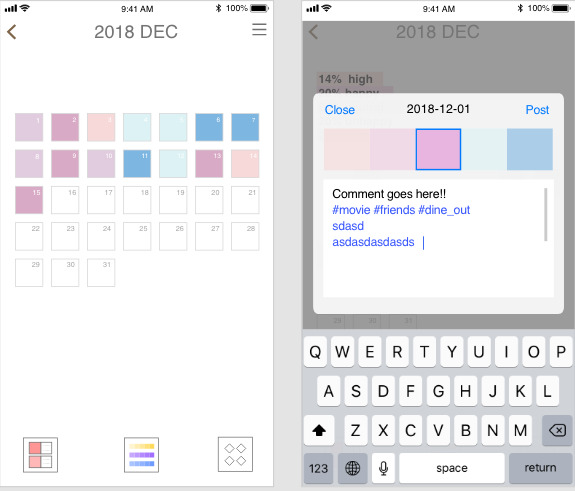 9:41 AM
100%
2018 DEC
1 2 3 4 5 6 7
8 9 10 11 12 13 14
15 16 17 18 19 20 21
22 23 24 25 26 27 28
29 30 31
9:41 AM
100%
2018 DEC
14% high
20% happy
Close 2018-12-01 Post
Comment goes here!!
#movie #friends #dine_out
sdasd
asdasdasdasds
29 30 31
Q W E R T Y U I O P
A S D F G H J K L
Z X C V B N M
123 space return